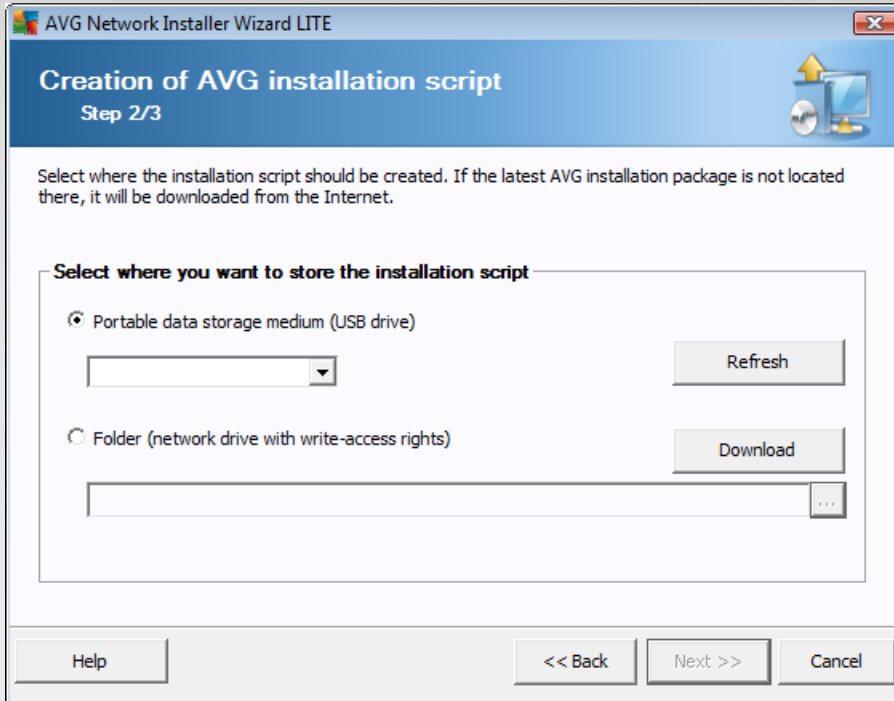 AVG Network Installer Wizard LITE
Creation of AVG installation script
Step 2/3
Select where the installation script should be created. If the latest AVG installation package is not located
there, it will be downloaded from the Internet.
Select where you want to store the installation script
Portable data storage medium (USB drive)
Refresh
Folder (network drive with write-access rights)
Download
...
Help
<< Back
Next >>
Cancel